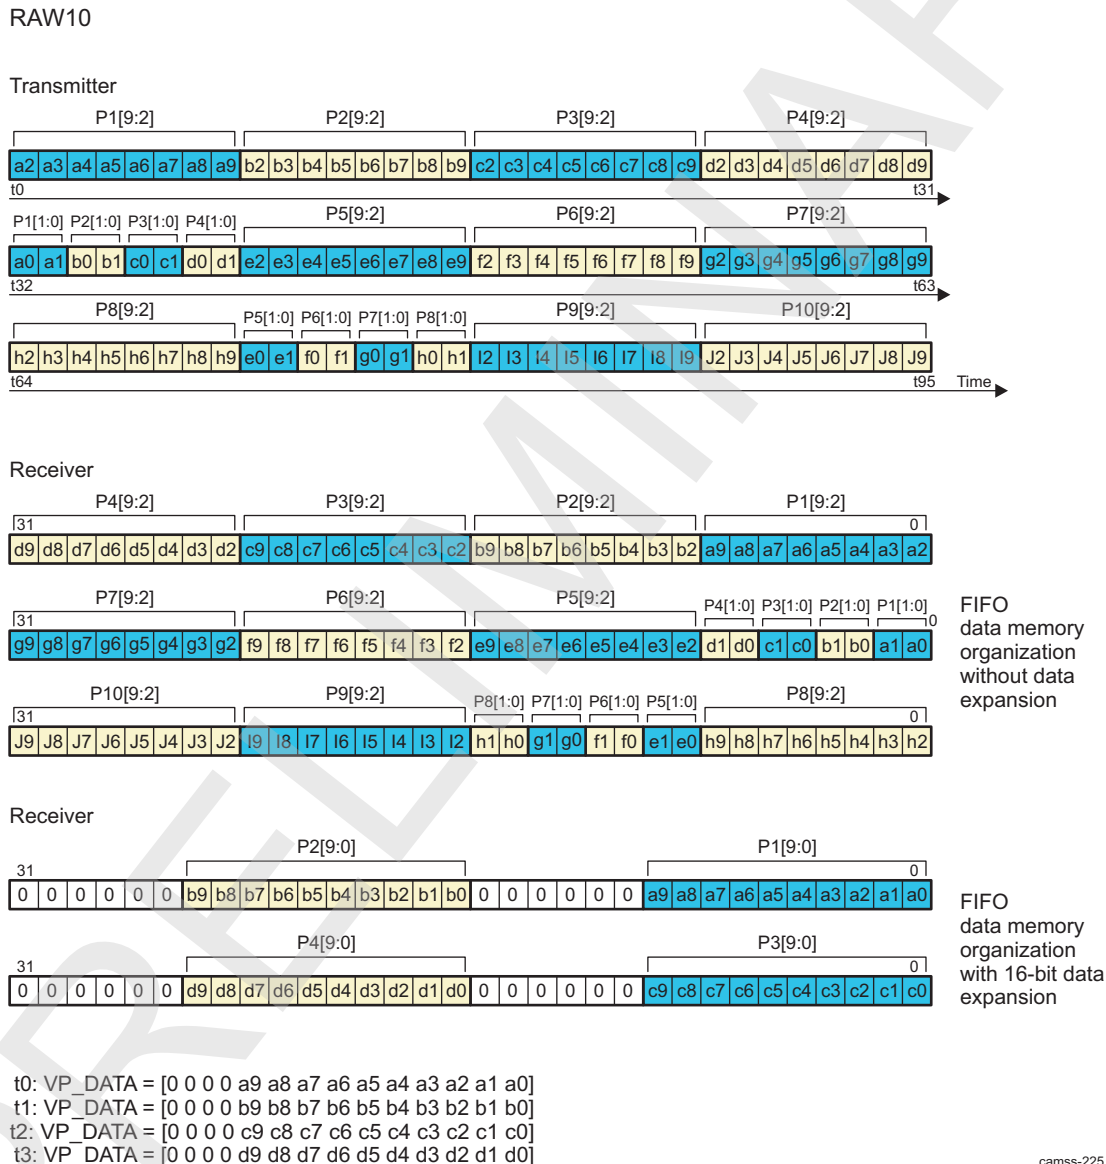 RAW10
Transmitter
P1[9:2] P2[9:2] P3[9:2] P4[9:2]
a2 a3 a4 a5 a6 a7 a8 a9 b2 b3 b4 b5 b6 b7 b8 b9 c2 c3 c4 c5 c6 c7 c8 c9 d2 d3 d4 d5 d6 d7 d8 d9
t0 t31
P1[1:0] P2[1:0] P3[1:0] P4[1:0] P5[9:2] P6[9:2] P7[9:2]
a0 a1 b0 b1 c0 c1 d0 d1 e2 e3 e4 e5 e6 e7 e8 e9 f2 f3 f4 f5 f6 f7 f8 f9 g2 g3 g4 g5 g6 g7 g8 g9
t32 t63
P8[9:2] P5[1:0] P6[1:0] P7[1:0] P8[1:0] P9[9:2] P10[9:2]
h2 h3 h4 h5 h6 h7 h8 h9 e0 e1 f0 f1 g0 g1 h0 h1 I2 I3 I4 I5 I6 I7 I8 I9 J2 J3 J4 J5 J6 J7 J8 J9
t64 t95 Time
Receiver
P4[9:2] P3[9:2] P2[9:2] P1[9:2]
31 0
d9 d8 d7 d6 d5 d4 d3 d2 c9 c8 c7 c6 c5 c4 c3 c2 b9 b8 b7 b6 b5 b4 b3 b2 a9 a8 a7 a6 a5 a4 a3 a2
P7[9:2] P6[9:2] P5[9:2] P4[1:0] P3[1:0] P2[1:0] P1[1:0]
31 0
g9 g8 g7 g6 g5 g4 g3 g2 f9 f8 f7 f6 f5 f4 f3 f2 e9 e8 e7 e6 e5 e4 e3 e2 d1 d0 c1 c0 b1 b0 a1 a0
P10[9:2] P9[9:2] P8[1:0] P7[1:0] P6[1:0] P5[1:0] P8[9:2]
31 0
J9 J8 J7 J6 J5 J4 J3 J2 I9 I8 I7 I6 I5 I4 I3 I2 h1 h0 g1 g0 f1 f0 e1 e0 h9 h8 h7 h6 h5 h4 h3 h2
FIFO
data memory
organization
without data
expansion
Receiver
P2[9:0] P1[9:0]
31 0
0 0 0 0 0 0 b9 b8 b7 b6 b5 b4 b3 b2 b1 b0 0 0 0 0 0 0 a9 a8 a7 a6 a5 a4 a3 a2 a1 a0
P4[9:0] P3[9:0]
31 0
0 0 0 0 0 0 d9 d8 d7 d6 d5 d4 d3 d2 d1 d0 0 0 0 0 0 0 c9 c8 c7 c6 c5 c4 c3 c2 c1 c0
FIFO
data memory
organization
with 16-bit data
expansion
t0: VP_DATA = [0 0 0 0 a9 a8 a7 a6 a5 a4 a3 a2 a1 a0]
t1: VP_DATA = [0 0 0 0 b9 b8 b7 b6 b5 b4 b3 b2 b1 b0]
t2: VP_DATA = [0 0 0 0 c9 c8 c7 c6 c5 c4 c3 c2 c1 c0]
t3: VP_DATA = [0 0 0 0 d9 d8 d7 d6 d5 d4 d3 d2 d1 d0]
camss-225
PRELIMINA